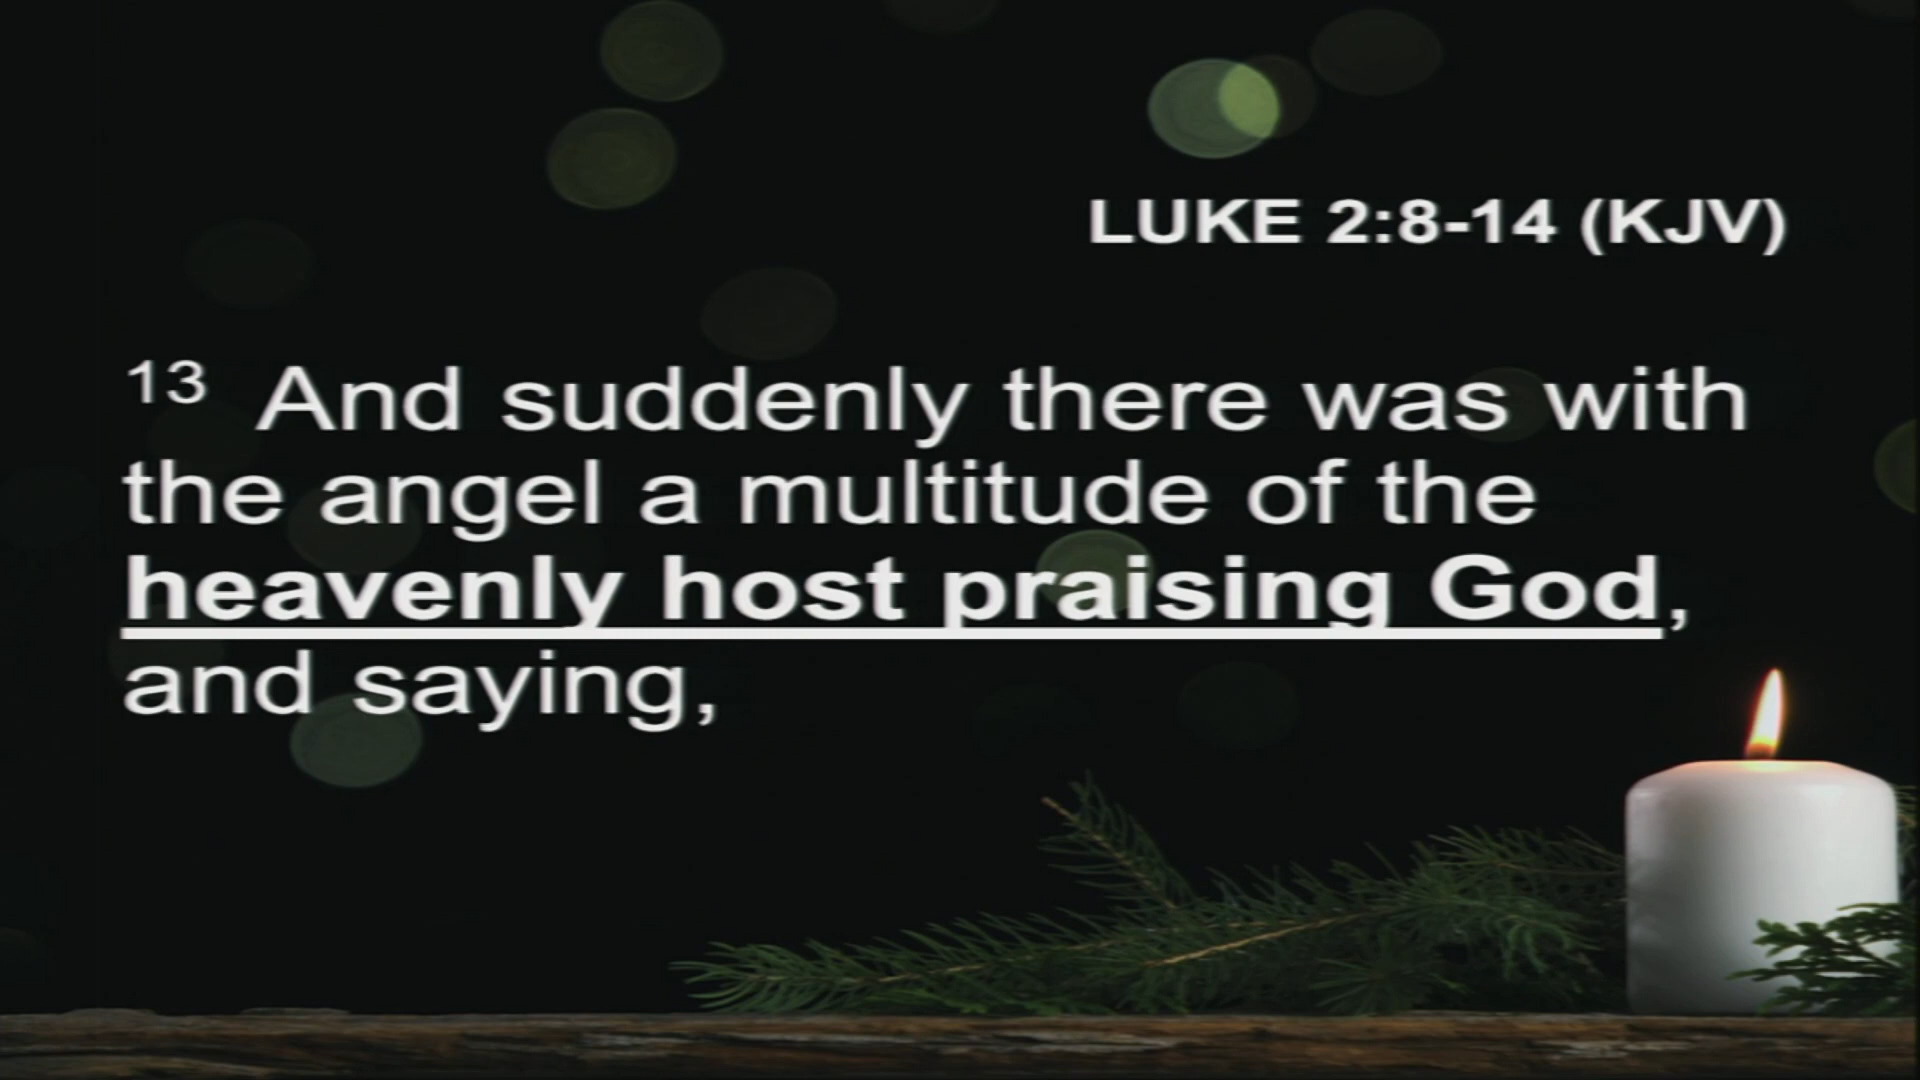 LUKE 2:8-14 (KJV)
13 And suddenly there was with
the angel a multitude of the
heavenly host praising God,
and saying,